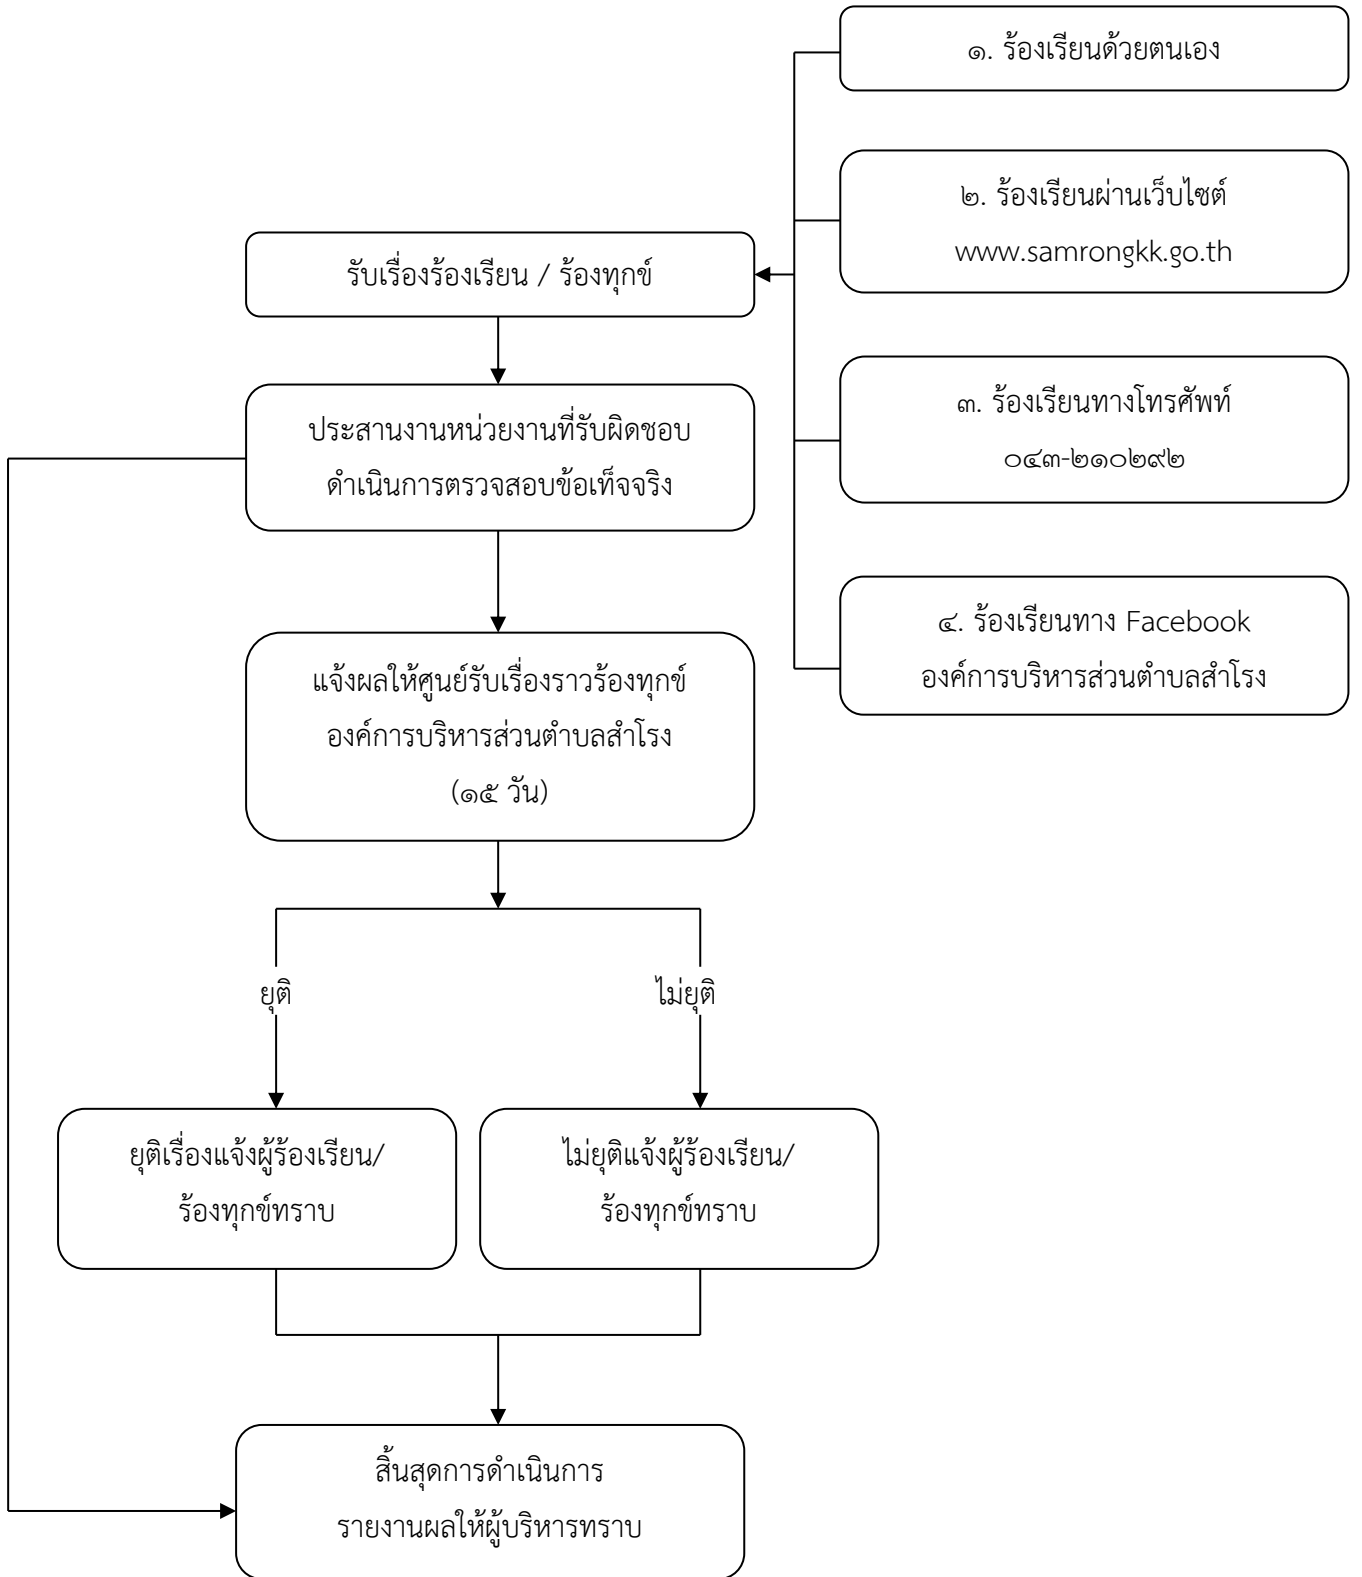 ๑. ร้องเรียนด้วยตนเอง
๒. ร้องเรียนผ่านเว็บไซต์
www.samrongkk.go.th
รับเรื่องร้องเรียน / ร้องทุกข์
๓. ร้องเรียนทางโทรศัพท์
๐๔๓-๒๑๐๒๙๒
ประสานงานหน่วยงานที่รับผิดชอบ
ดำเนินการตรวจสอบข้อเท็จจริง
๔. ร้องเรียนทาง Facebook
องค์การบริหารส่วนตำบลสำโรง
แจ้งผลให้ศูนย์รับเรื่องราวร้องทุกข์
องค์การบริหารส่วนตำบลสำโรง
(๑๕ วัน)
ยุติ
ไม่ยุติ
ยุติเรื่องแจ้งผู้ร้องเรียน/
ร้องทุกข์ทราบ
ไม่ยุติแจ้งผู้ร้องเรียน/
ร้องทุกข์ทราบ
สิ้นสุดการดำเนินการ
รายงานผลให้ผู้บริหารทราบ